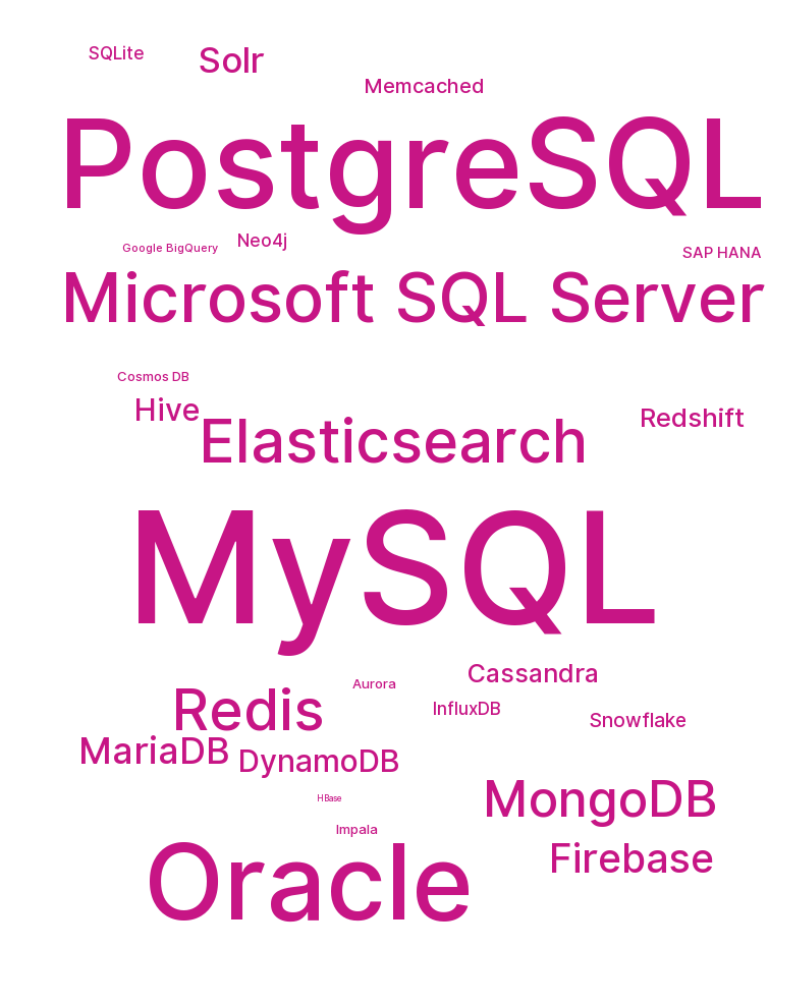 SQLite
Solr
Memcached
PostgreSQL
Google BigQuery
Neo4j
SAP HANA
Microsoft SQL Server
Cosmos DB
Hive
Redshift
Elasticsearch
MySQL
Cassandra
Aurora
Redis
InfluxDB
Snowflake
MariaDB
DynamoDB
HBase
MongoDB
Impala
Firebase
Oracle